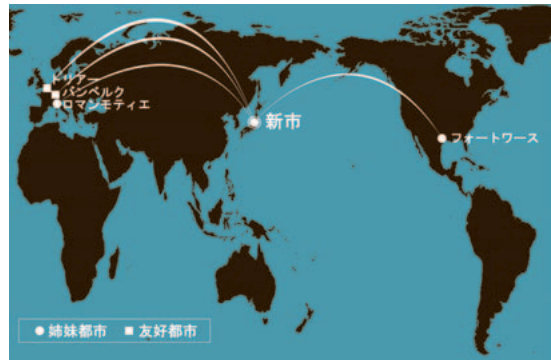 トリアー
バンベルク
ロマンモティエ
新市
フォートワース
●姉妹都市 ■友好都市